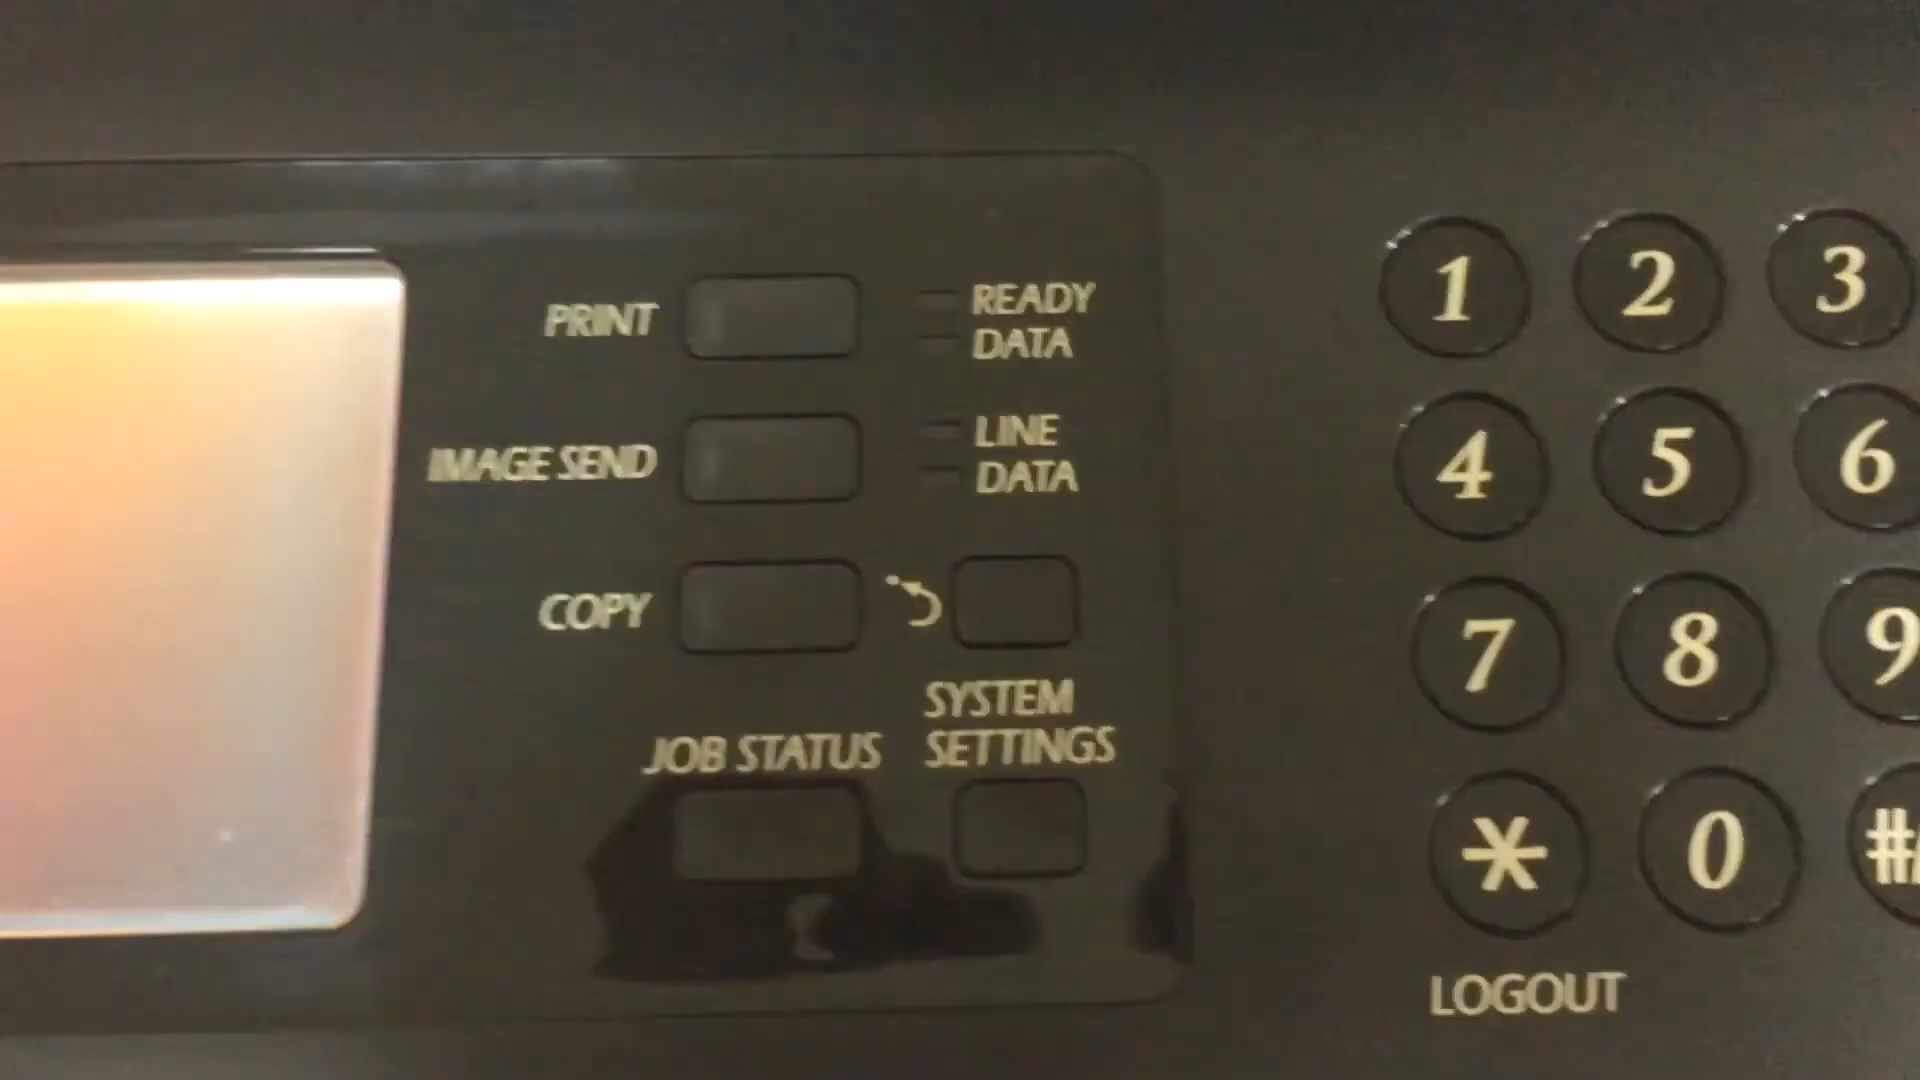 PRINT
READY
DATA
IMAGE SEND
LINE
DATA
COPY
JOB STATUS
SYSTEM
SETTINGS
1 2 3
4 5 6
7 8 9
* 0 #/
LOGOUT